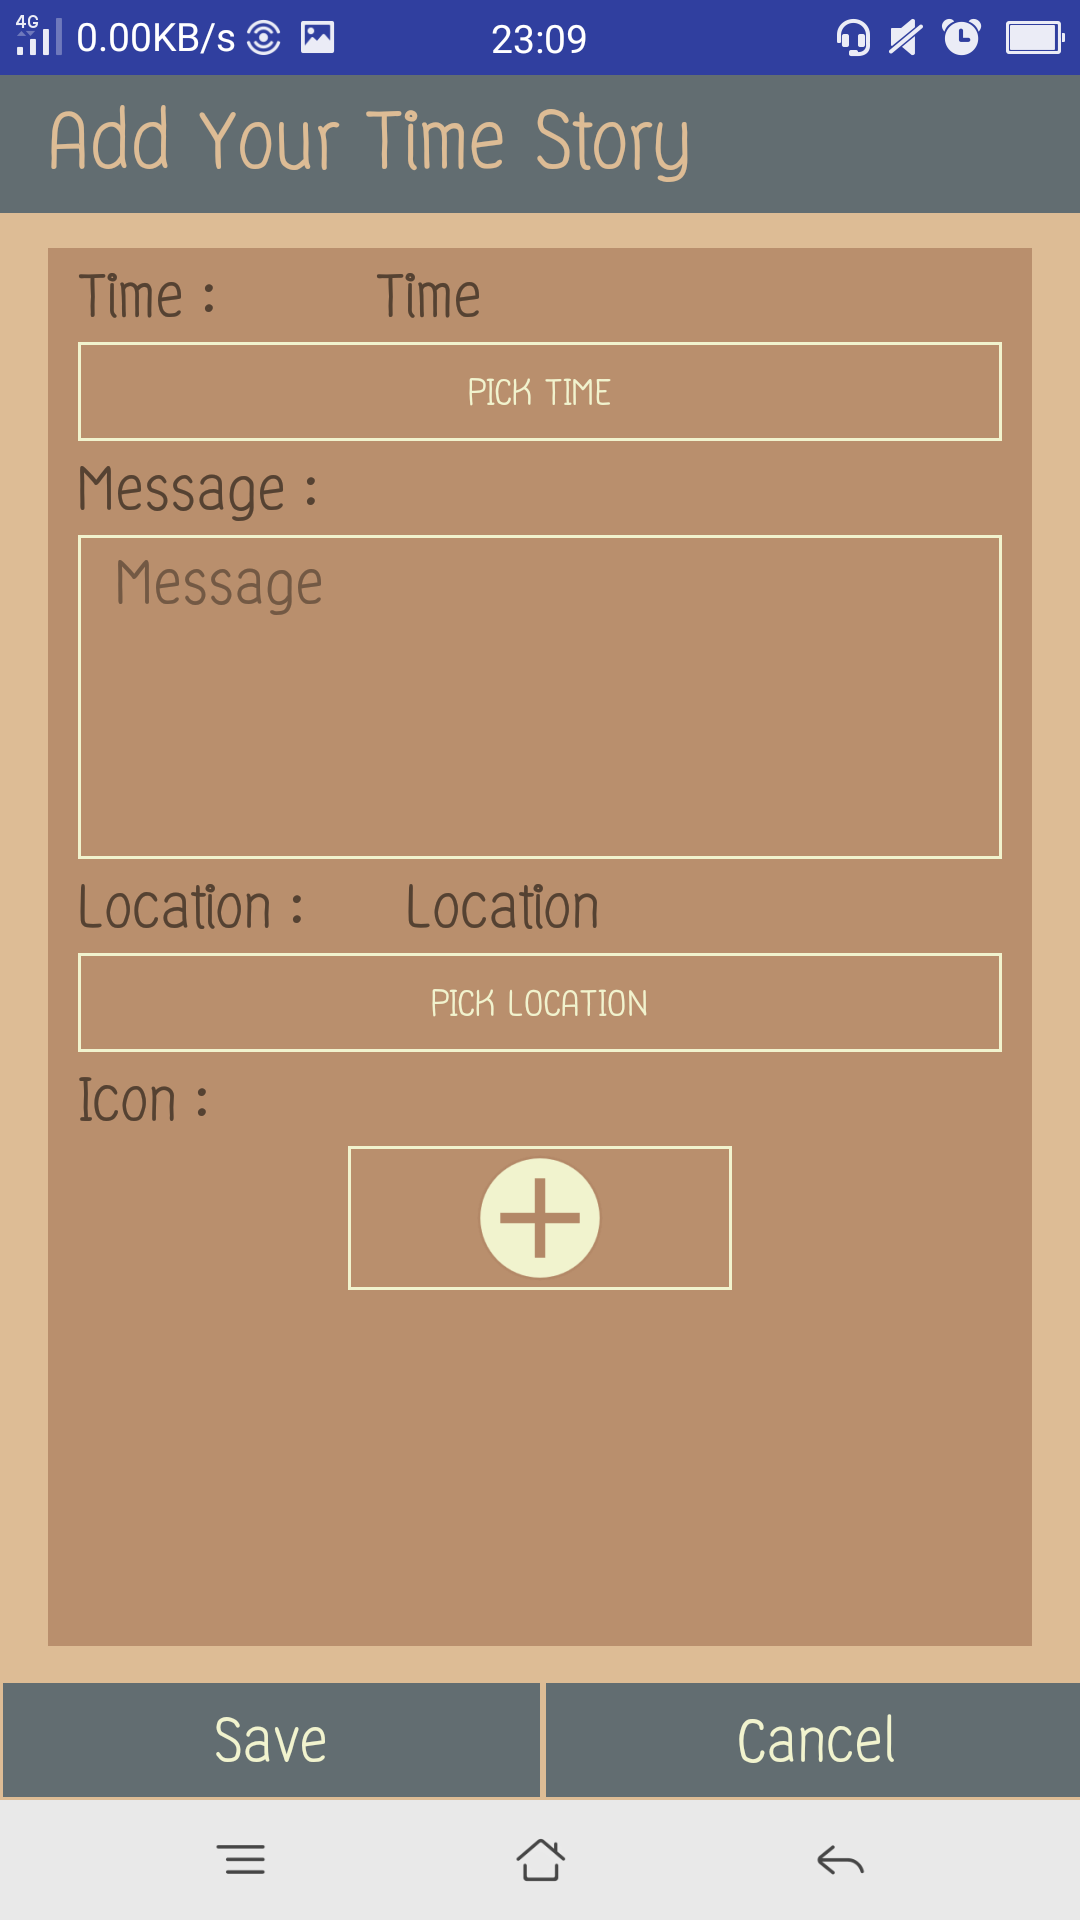 4G 0.00KB/s 23:09
Add Your Time Story
Time : Time
PICK TIME
Message :
Message
Location : Location
PICK LOCATION
Icon :
Save Cancel